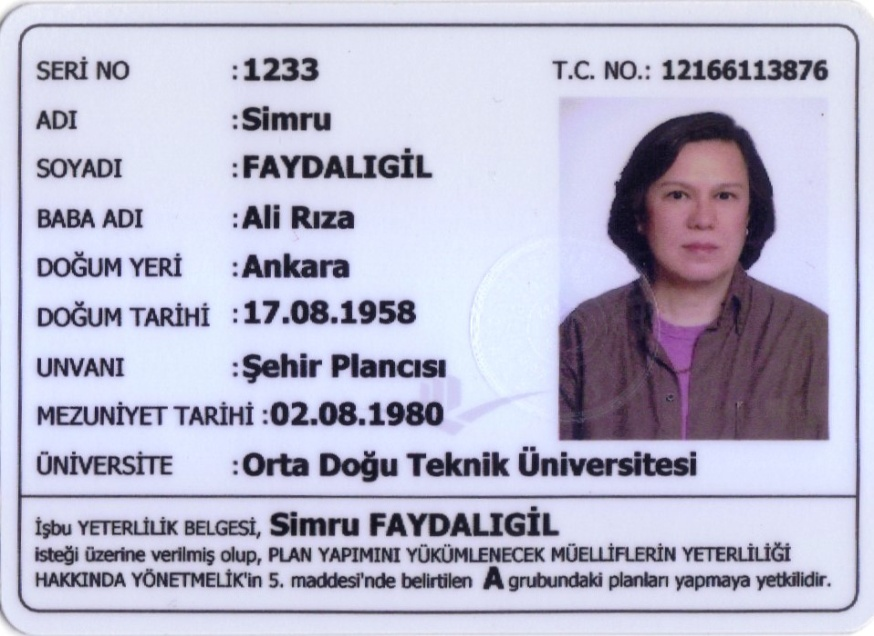 SERİ NO :1233 T.C. NO.: 12166113876
ADI :Simru
SOYADI :FAYDALIGİL
BABA ADI :Ali Rıza
DOĞUM YERİ :Ankara
DOĞUM TARİHİ :17.08.1958
UNVANI :Şehir Plancısı
MEZUNİYET TARİHİ :02.08.1980
ÜNİVERSİTE :Orta Doğu Teknik Üniversitesi
İşbu YETERLİLİK BELGESİ, Simru FAYDALIGİL
isteği üzerine verilmiş olup, PLAN YAPIMINI YÜKÜMLENECEK MÜELLİFLERİN YETERLİLİĞİ
HAKKINDA YÖNETMELİK'in 5. maddesi'nde belirtilen A grubundaki planları yapmaya yetkilidir.